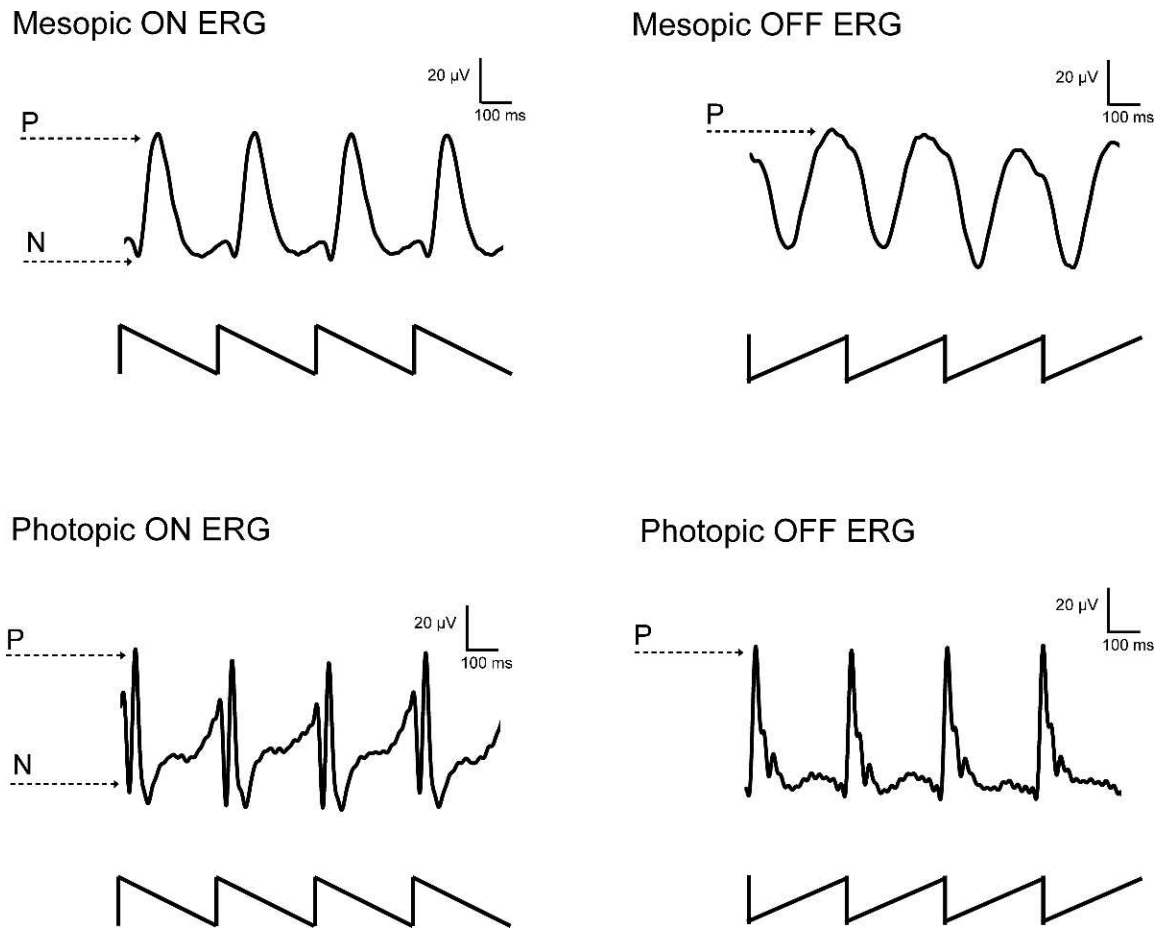 Mesopic ON ERG
20 µV
100 ms
P
N
Mesopic OFF ERG
20 µV
100 ms
P
Photopic ON ERG
20 µV
100 ms
P
N
Photopic OFF ERG
20 µV
100 ms
P